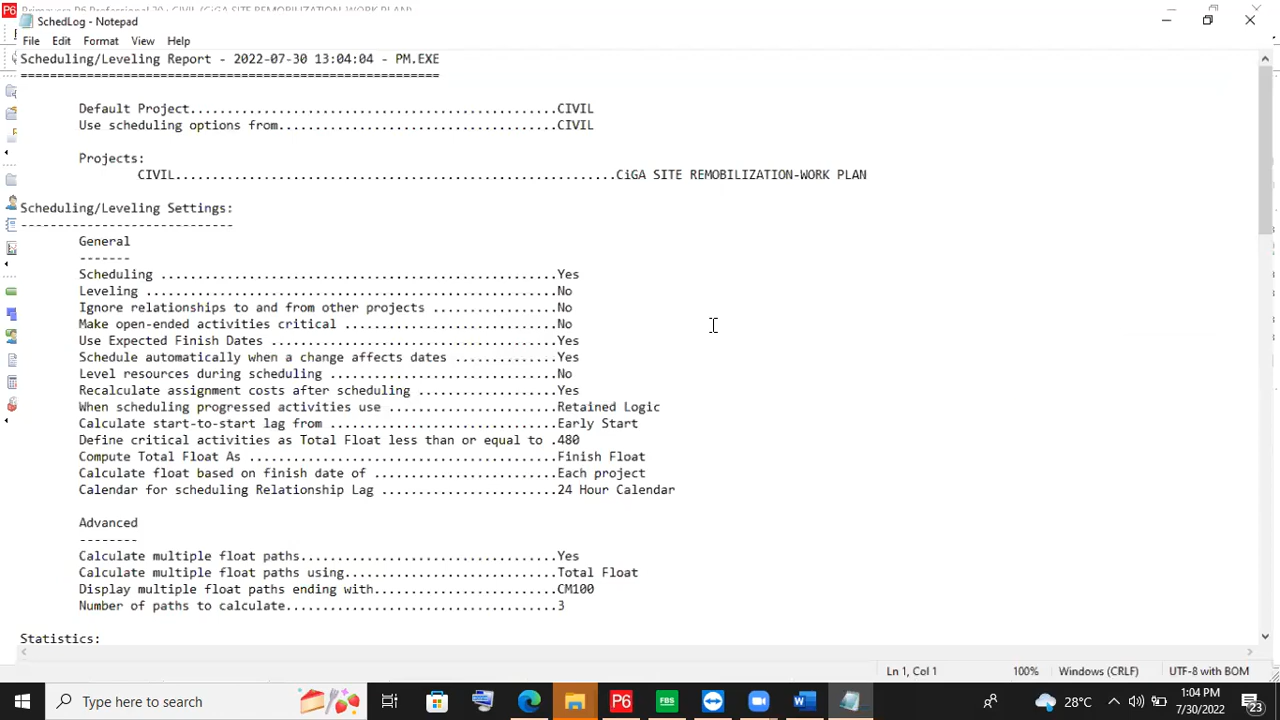 SchedLog - Notepad
File Edit Format View Help
Scheduling/Leveling Report - 2022-07-30 13:04:04 - PM.EXE
=========================================================
Default Project..................................................CIVIL
Use scheduling options from......................................CIVIL
Projects:
CIVIL............................................................CiGA SITE REMOBILIZATION-WORK PLAN
Scheduling/Leveling Settings:
-----------------------------
General
-------
Scheduling ......................................................Yes
Leveling ........................................................No
Ignore relationships to and from other projects .................No
Make open-ended activities critical .............................No
Use Expected Finish Dates .......................................Yes
Schedule automatically when a change affects dates ..............Yes
Level resources during scheduling ...............................No
Recalculate assignment costs after scheduling ...................Yes
When scheduling progressed activities use .......................Retained Logic
Calculate start-to-start lag from ...............................Early Start
Define critical activities as Total Float less than or equal to .480
Compute Total Float As ..........................................Finish Float
Calculate float based on finish date of .........................Each project
Calendar for scheduling Relationship Lag ........................24 Hour Calendar
Advanced
--------
Calculate multiple float paths...................................Yes
Calculate multiple float paths using.............................Total Float
Display multiple float paths ending with.........................CM100
Number of paths to calculate.....................................3
Statistics:
Ln 1, Col 1 100% Windows (CRLF) UTF-8 with BOM
Type here to search
P6 FBS 28°C 1:04 PM
7/30/2022 23